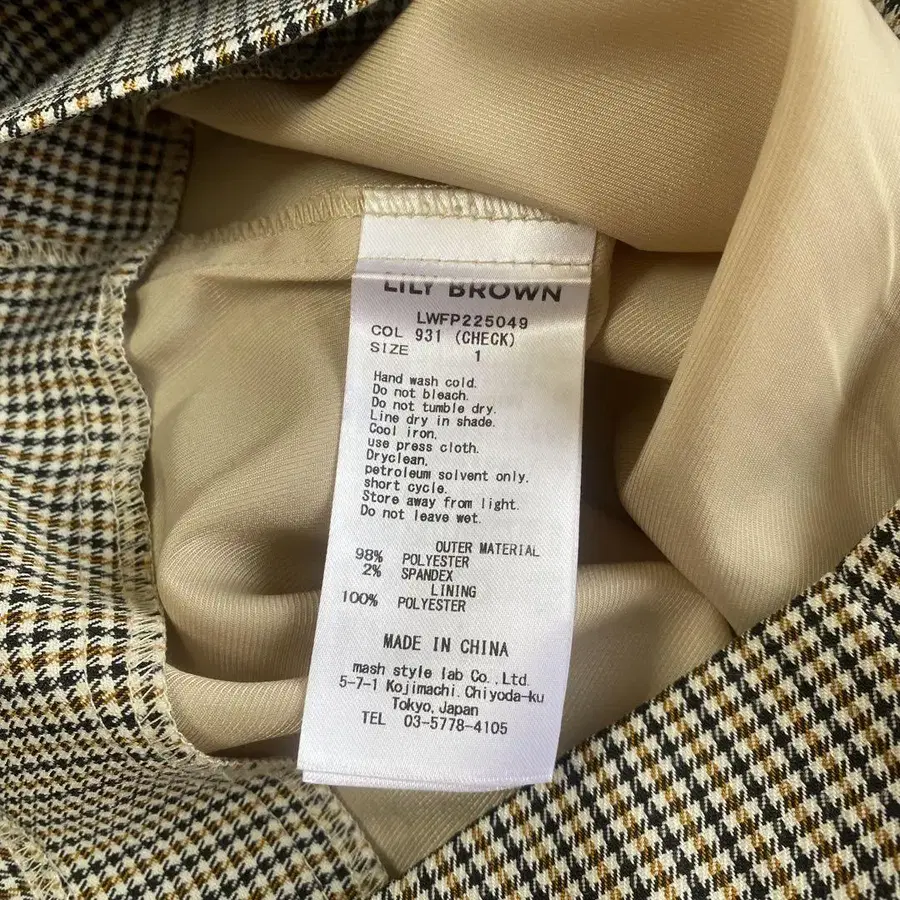 LILY BROWN
LWFP225049
COL 931 (CHECK)
SIZE 1
Hand wash cold.
Do not bleach.
Do not tumble dry.
Line dry in shade.
Cool iron,
use press cloth.
Dryclean,
petroleum solvent only.
short cycle.
Store away from light.
Do not leave wet.
OUTER MATERIAL
98% POLYESTER
2% SPANDEX
LINING
100% POLYESTER
MADE IN CHINA
mash style lab Co.,Ltd.
5-7-1 Kojimachi.Chiyoda-ku
Tokyo,Japan
TEL 03-5778-4105